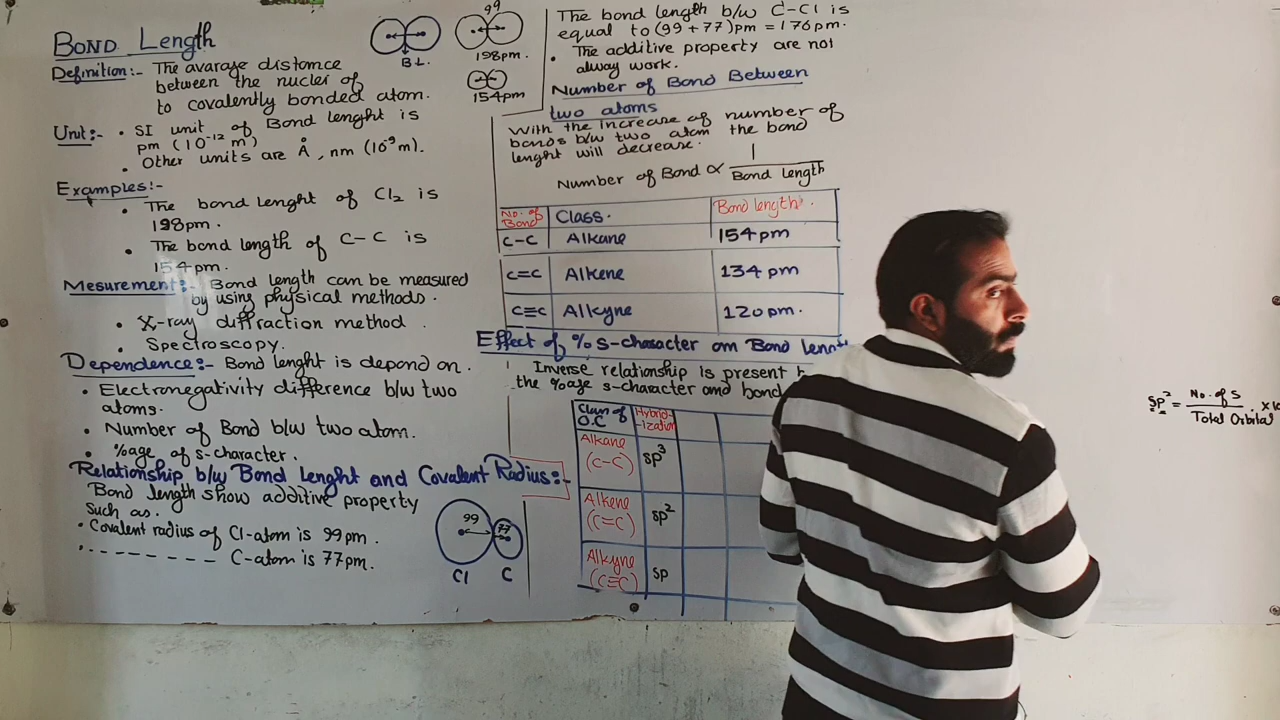 BOND Length
Definition:- The avarage distance
between the nuclei of
to covalently bonded atom.
Unit:- • SI unit of Bond lenght is
pm (10⁻¹² m)
• Other units are Å, nm (10⁻⁹m).
Examples:-
• The bond lenght of Cl₂ is
198pm.
• The bond length of C-C is
154pm.
Mesurement:- Bond length can be measured
by using physical methods.
• X-ray diffraction method.
• Spectroscopy.
Dependence:- Bond lenght is depend on.
• Electronegativity difference b/w two
atoms.
• Number of Bond b/w two atom.
• %age of s-character.
Relationship b/w Bond Lenght and Covalent Radius:-
Bond length show additive property
such as.
• Covalent radius of Cl-atom is 99pm.
• - - - - - - - C-atom is 77pm.
99 77
Cl C
B.L.
99
198pm.
154pm
The bond length b/w C-Cl is
equal to (99+77)pm = 176pm.
• The additive property are not
alway work.
Number of Bond Between
two atoms
With the increase of number of
bonds b/w two atom the bond
lenght will decrease.
Number of Bond ∝ 1 / Bond Length
No. of Bond Class. Bond length.
C-C Alkane 154pm
C=C Alkene 134pm
C≡C Alkyne 120pm.
Effect of % s-character on Bond
Inverse relationship is present
the %age s-character and bond
Class of O.C Hybrid-ization
Alkane (C-C) sp³
Alkene (C=C) sp²
Alkyne (C≡C) sp
sp² = No. of s / Total Orbital × 10